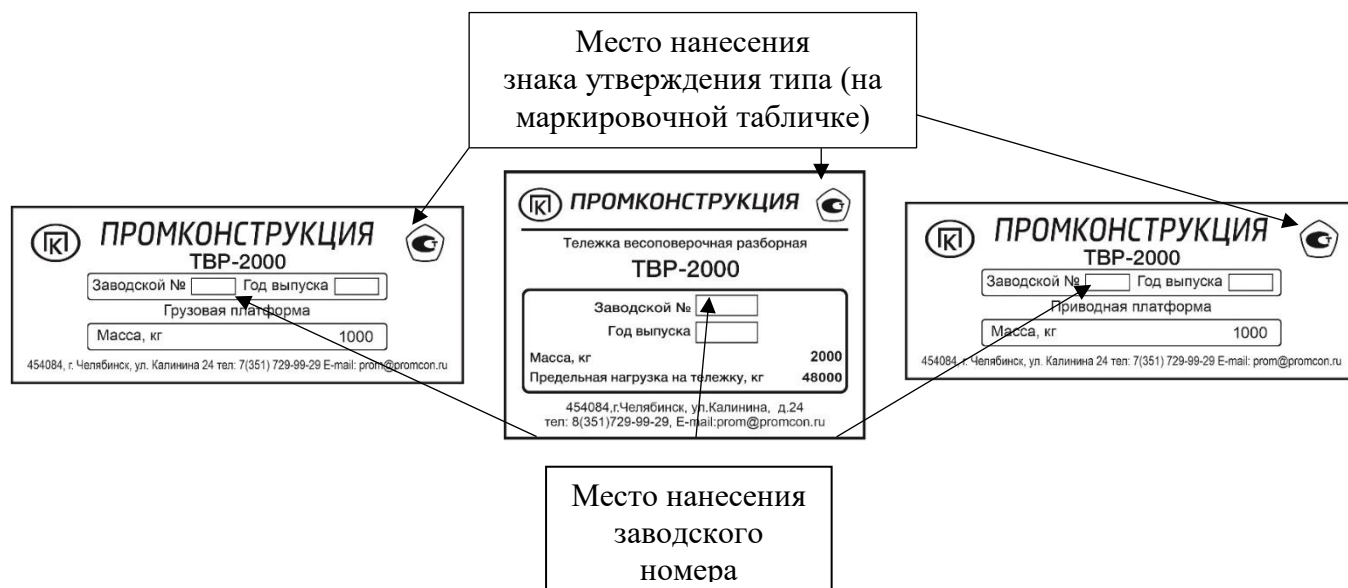 Место нанесения
знака утверждения типа (на
маркировочной табличке)
ПК ПРОМКОНСТРУКЦИЯ
ТВР-2000
Заводской № Год выпуска
Грузовая платформа
Масса, кг 1000
454084, г. Челябинск, ул. Калинина 24 тел: 7(351) 729-99-29 E-mail: prom@promcon.ru
ПК ПРОМКОНСТРУКЦИЯ
Тележка весоповерочная разборная
ТВР-2000
Заводской №
Год выпуска
Масса, кг 2000
Предельная нагрузка на тележку, кг 48000
454084,г.Челябинск, ул.Калинина, д.24
тел: 8(351)729-99-29, E-mail:prom@promcon.ru
ПК ПРОМКОНСТРУКЦИЯ
ТВР-2000
Заводской № Год выпуска
Приводная платформа
Масса, кг 1000
454084, г. Челябинск, ул. Калинина 24 тел: 7(351) 729-99-29 E-mail: prom@promcon.ru
Место нанесения
заводского
номера